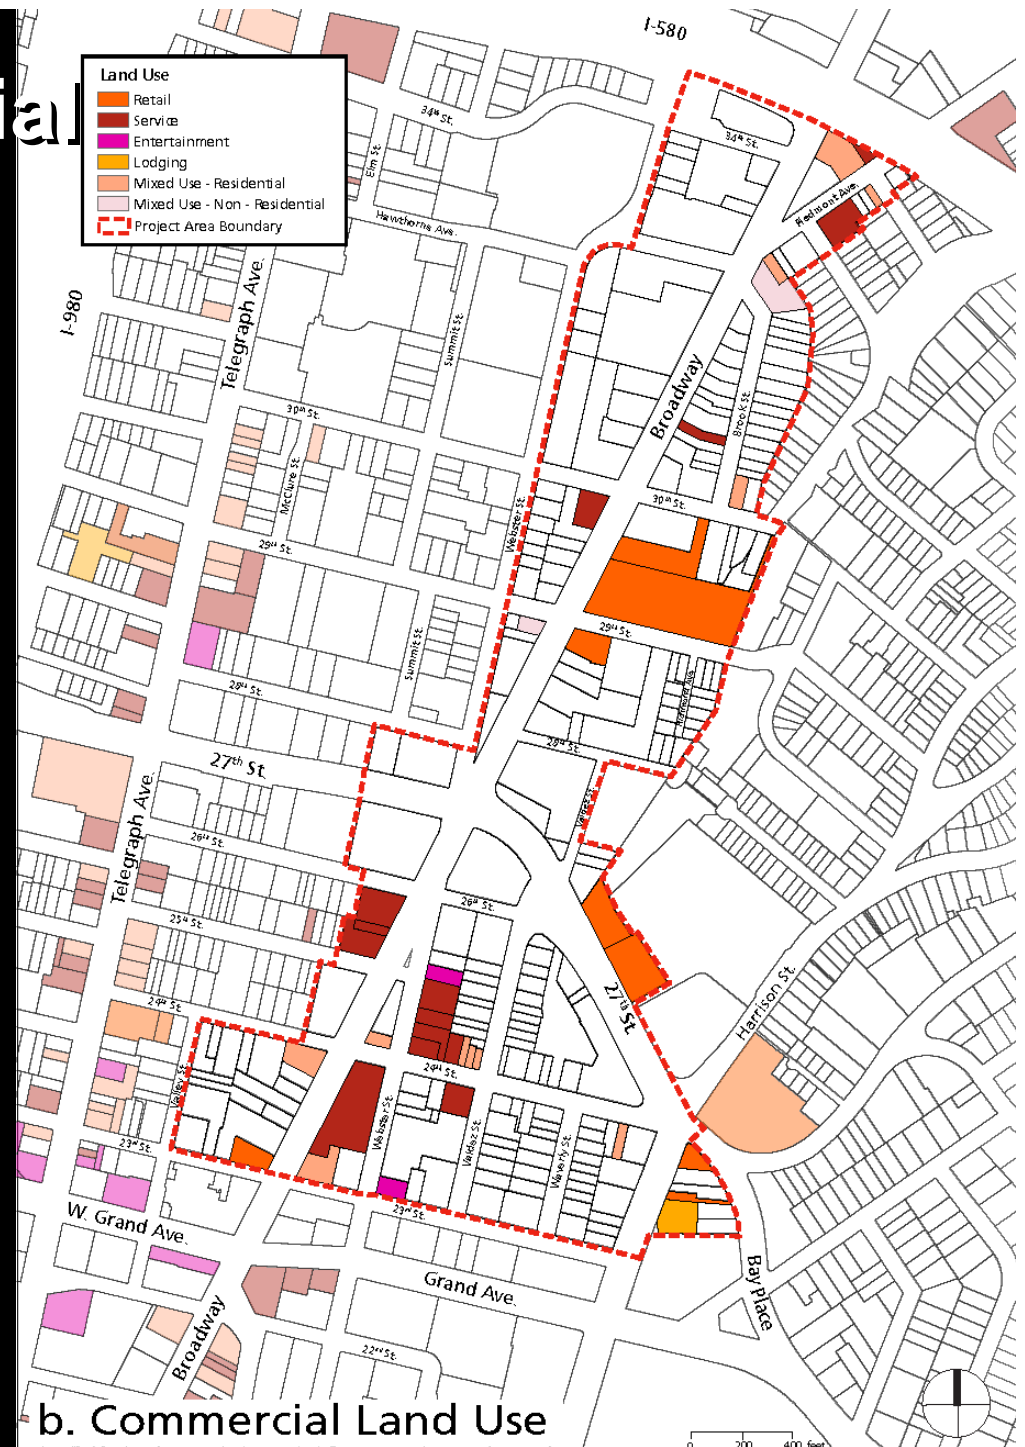 I-580
Land Use
ial
Retail
Service
Entertainment
Lodging
Mixed Use - Residential
Mixed Use - Non - Residential
Project Area Boundary
34th St.
34th St.
Elm St.
Piedmont Ave.
Hawthorne Ave.
I-980
Telegraph Ave.
Summit St.
Broadway
Brook St.
30th St.
McClure St.
30th St.
Webster St.
29th St.
29th St.
Summit St.
28th St.
28th St.
27th St
Valdez St.
Telegraph Ave.
26th St.
26th St.
25th St.
27th St
Harrison St.
24th St.
24th St.
Valley St.
Webster St.
Valdez St.
Waverly St.
23rd St.
23rd St.
W. Grand Ave.
Grand Ave.
Bay Place
Broadway
22nd St.
b. Commercial Land Use
0 200 400 feet